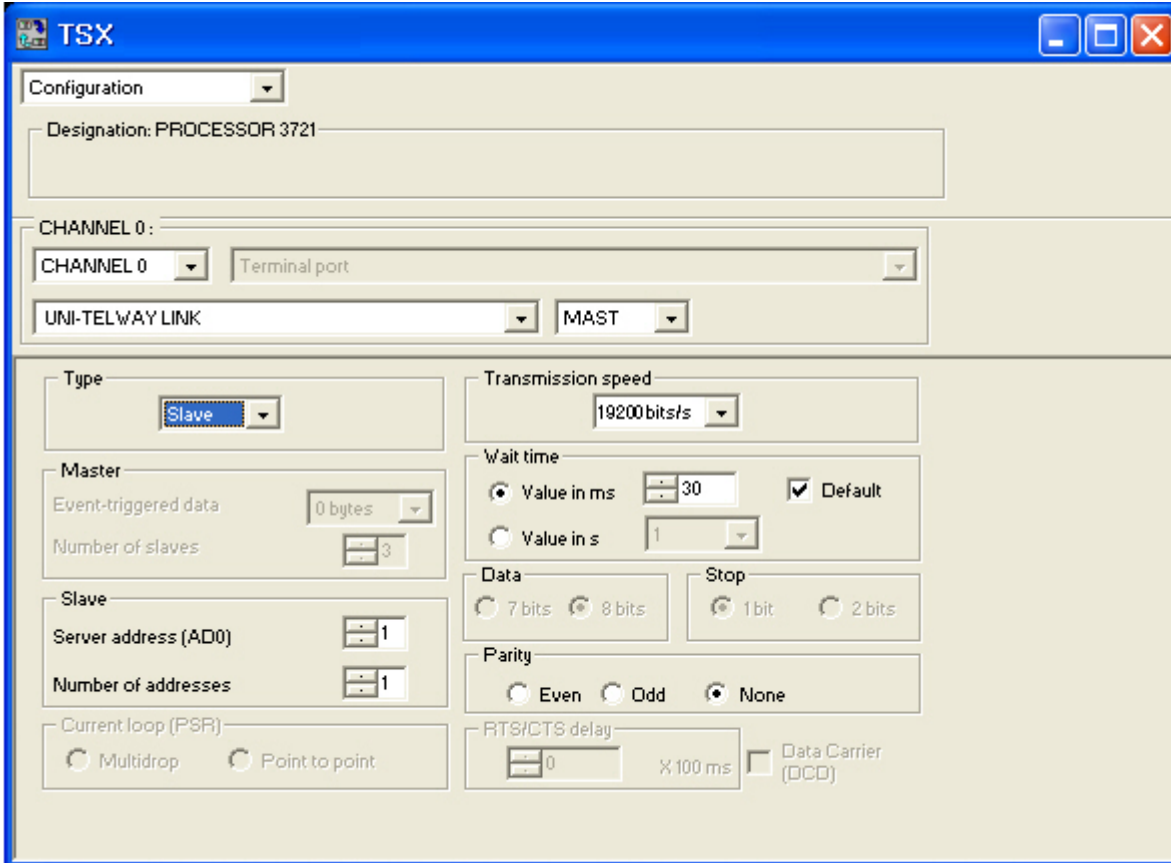 TSX
Configuration
Designation: PROCESSOR 3721
CHANNEL 0 :
CHANNEL 0 Terminal port
UNI-TELWAY LINK MAST
Type
Slave
Master
Event-triggered data 0 bytes
Number of slaves 3
Slave
Server address (AD0) 1
Number of addresses 1
Current loop (PSR)
Multidrop Point to point
Transmission speed
19200 bits/s
Wait time
Value in ms 30 Default
Value in s 1
Data
7 bits 8 bits
Stop
1 bit 2 bits
Parity
Even Odd None
RTS/CTS delay
0 X 100 ms
Data Carrier
(DCD)